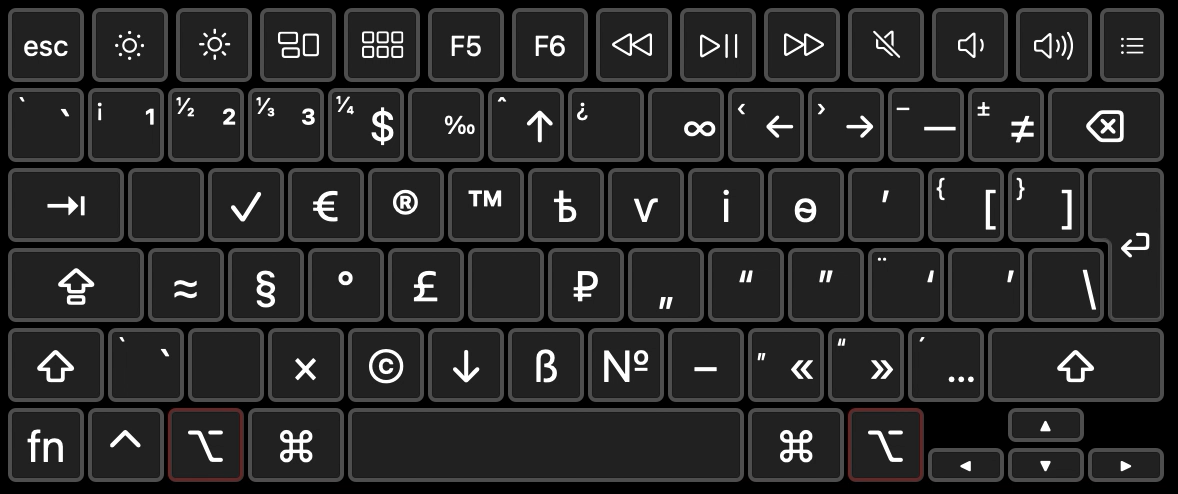 esc F5 F6
` ` ¡ 1 ½ 2 ⅓ 3 ¼ $ ‰ ˆ ↑ ¿ ∞ ‹ ← › → – — ± ≠
✓ € ® ™ ѣ ѵ і ѳ ’ { [ } ]
≈ § ° £ ₽ „ “ ” ¨ ‘ ’ \
` ` × © ↓ ß № – ” « “ » ´ …
fn ⌃ ⌥ ⌘ ⌘ ⌥